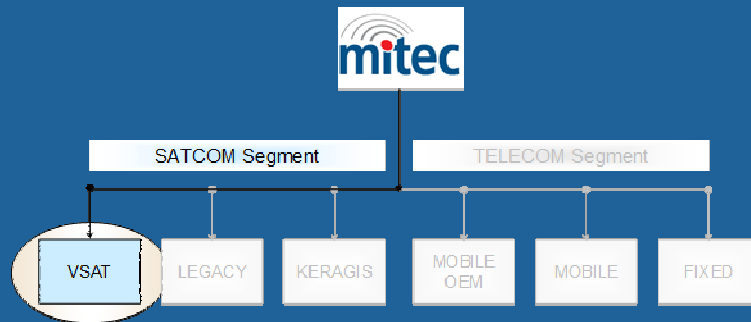 mitec
SATCOM Segment
TELECOM Segment
VSAT
LEGACY
KERAGIS
MOBILE
OEM
MOBILE
FIXED